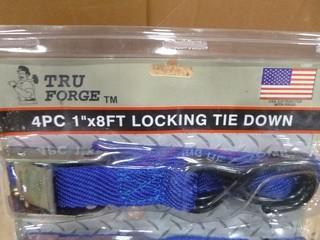 TRU
FORGE TM
4PC 1"x8FT LOCKING TIE DOWN